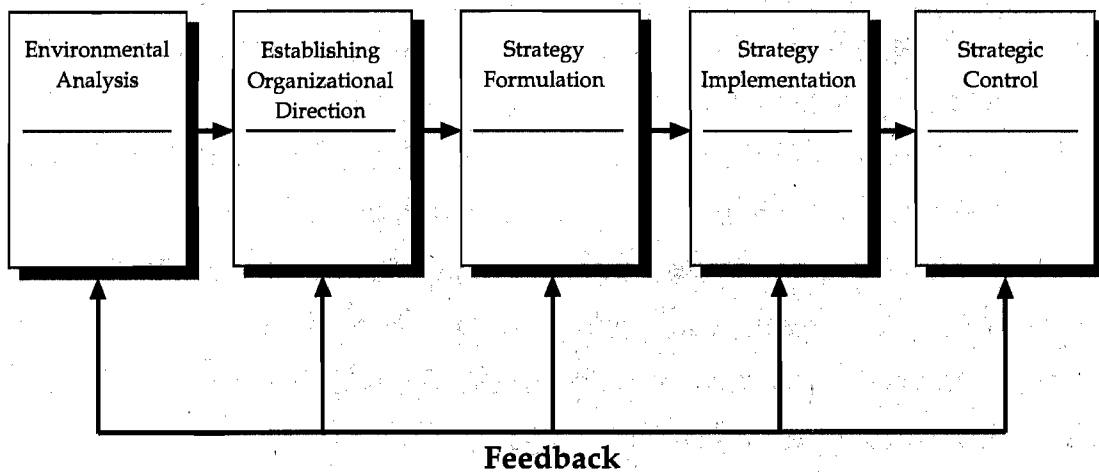 Environmental
Analysis
Establishing
Organizational
Direction
Strategy
Formulation
Strategy
Implementation
Strategic
Control
Feedback